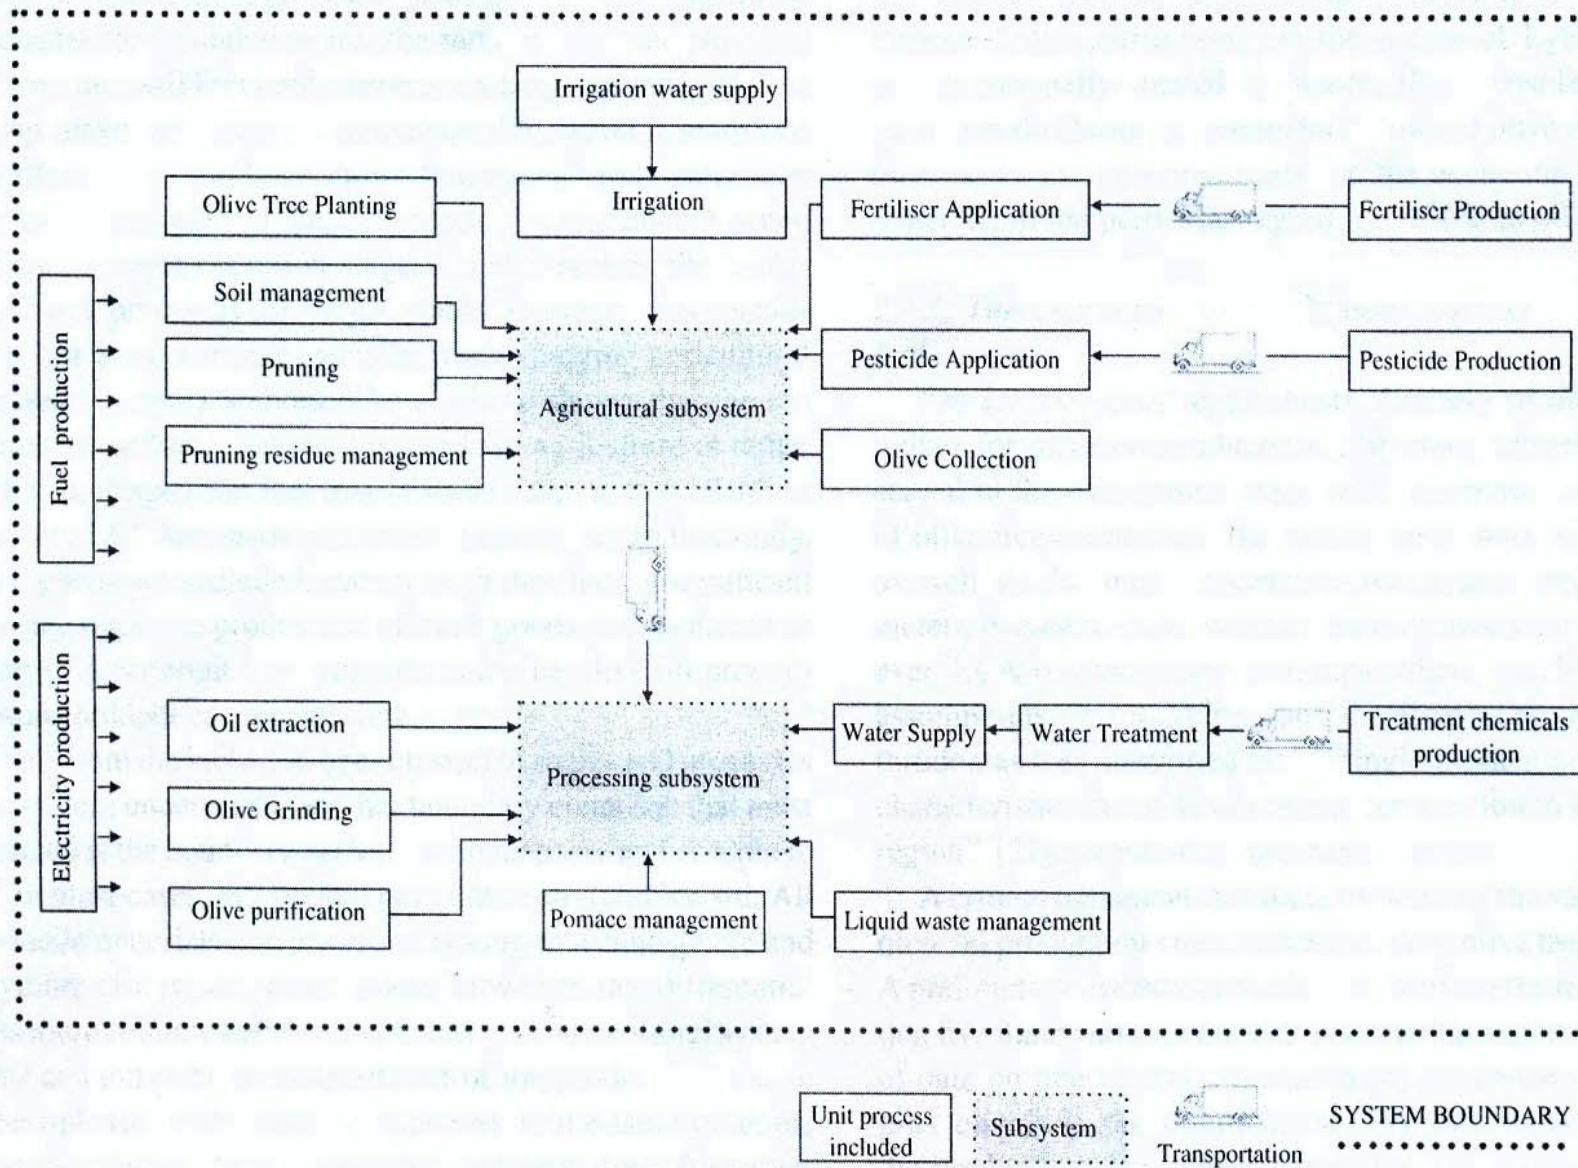 Irrigation water supply
Olive Tree Planting
Irrigation
Fertiliser Application
Fertiliser Production
Soil management
Pruning
Pesticide Application
Pesticide Production
Agricultural subsystem
Pruning residue management
Olive Collection
Fuel production
Electricity production
Oil extraction
Water Supply
Water Treatment
Treatment chemicals
production
Processing subsystem
Olive Grinding
Olive purification
Pomace management
Liquid waste management
Unit process
included
Subsystem
Transportation
SYSTEM BOUNDARY